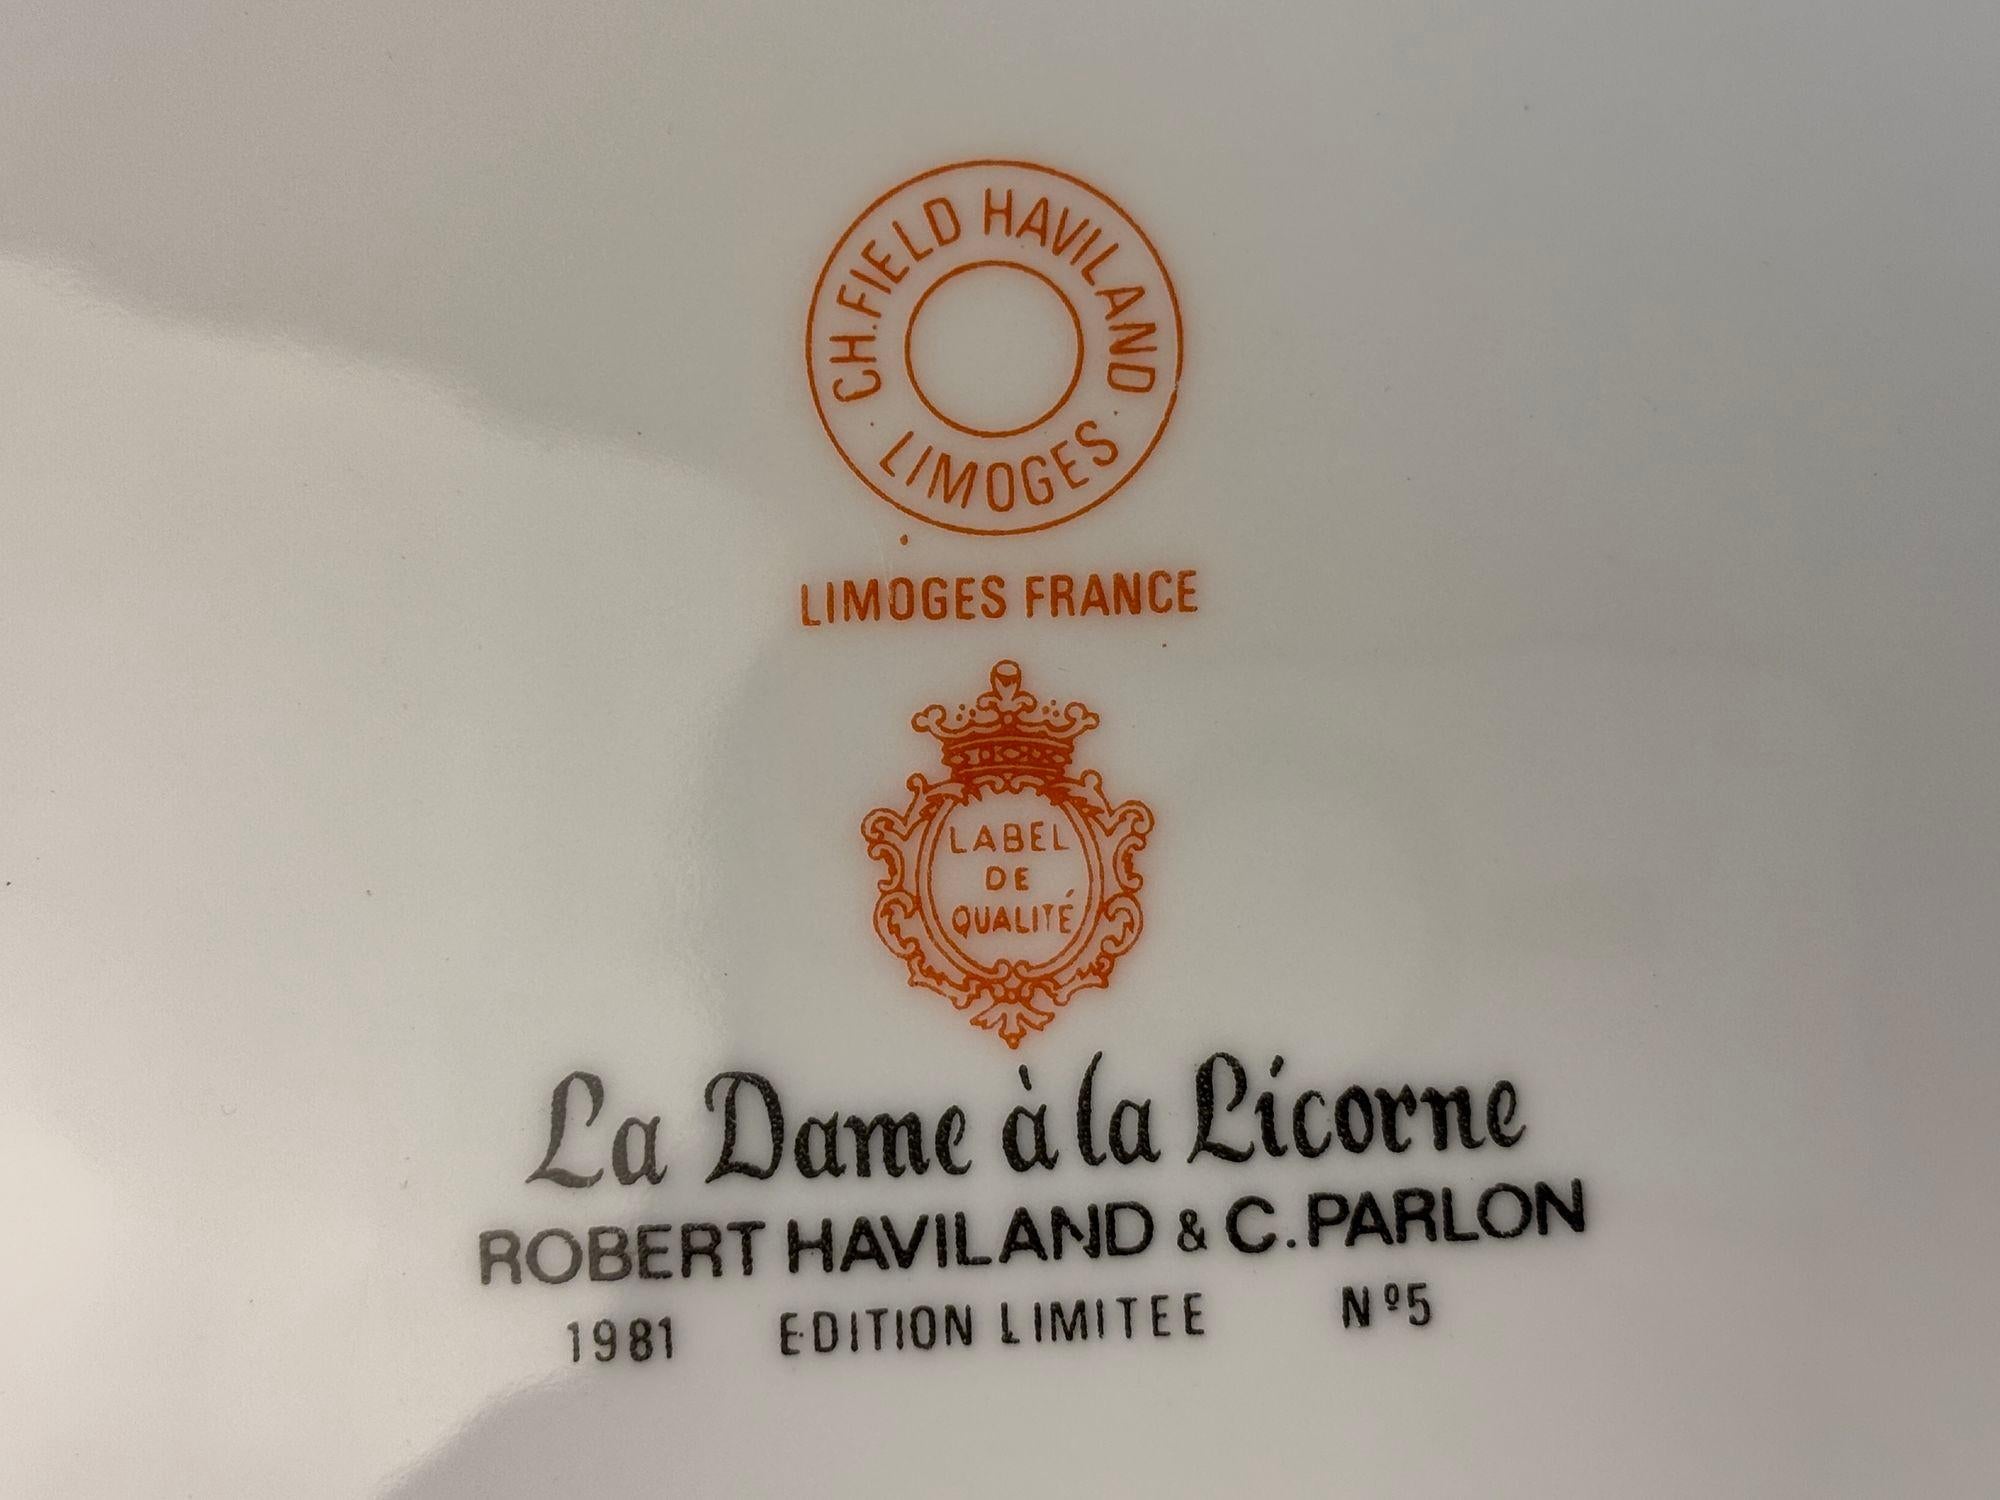 CH. FIELD HAVILAND
· LIMOGES ·
LIMOGES FRANCE
LABEL
DE
QUALITÉ
La Dame à la Licorne
ROBERT HAVILAND & C. PARLON
1981 EDITION LIMITEE Nº5